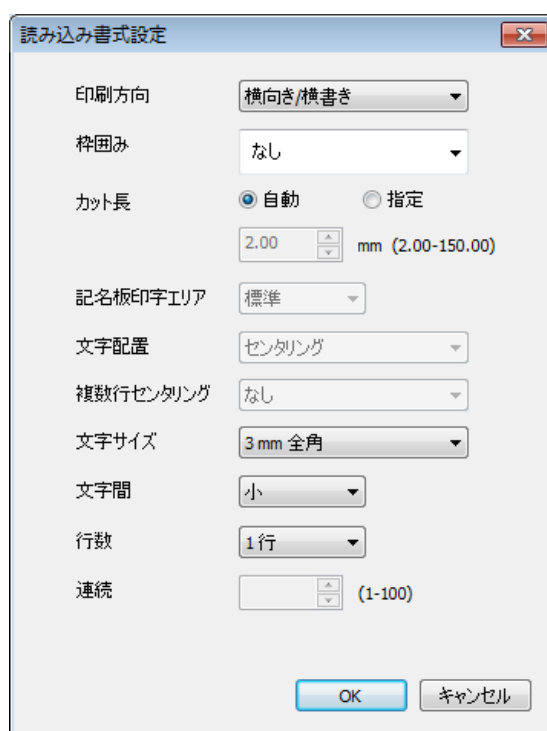 読み込み書式設定
印刷方向 横向き/横書き
枠囲み なし
カット長 自動 指定
2.00 mm (2.00-150.00)
記名板印字エリア 標準
文字配置 センタリング
複数行センタリング なし
文字サイズ 3 mm 全角
文字間 小
行数 1行
連続 (1-100)
OK キャンセル